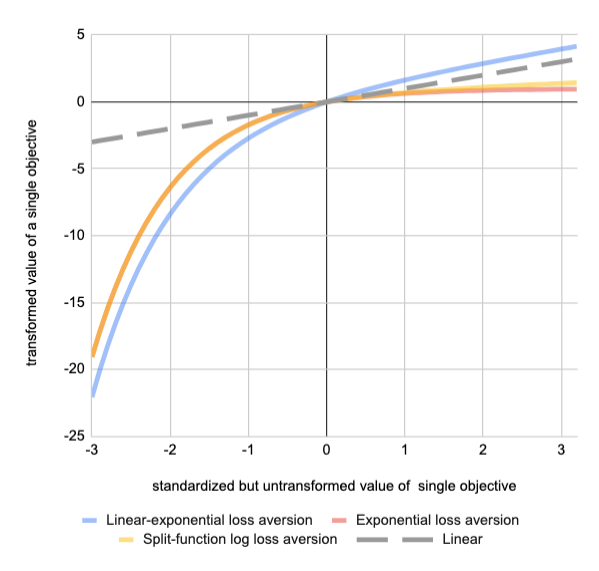 5
0
-5
-10
-15
-20
-25
-3 -2 -1 0 1 2 3
transformed value of a single objective
standardized but untransformed value of single objective
Linear-exponential loss aversion Exponential loss aversion
Split-function log loss aversion Linear